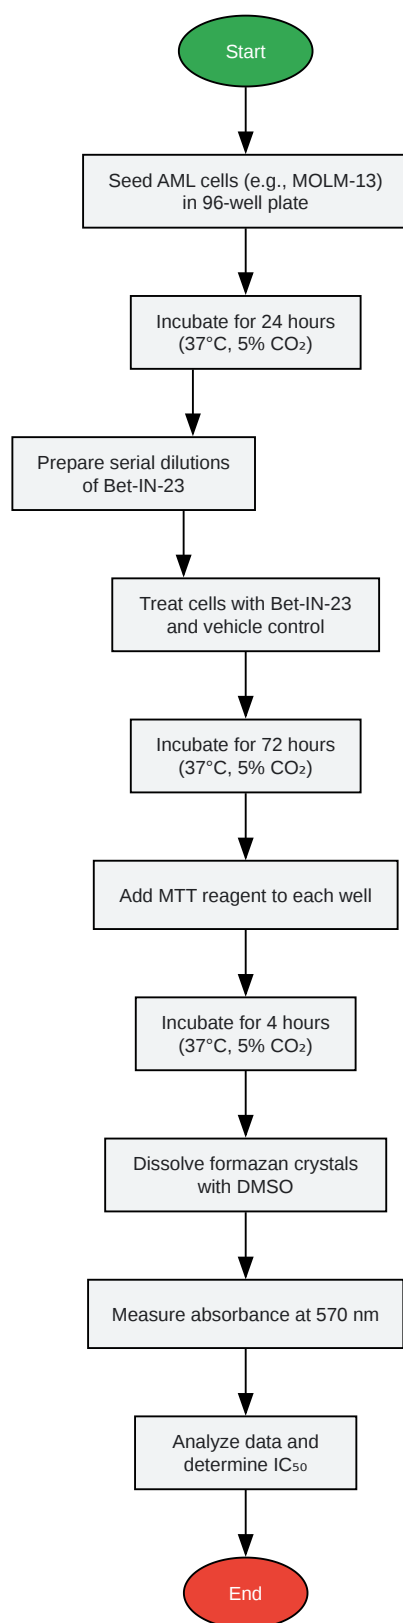 Start
Seed AML cells (e.g., MOLM-13)
in 96-well plate
Incubate for 24 hours
(37°C, 5% CO₂)
Prepare serial dilutions
of Bet-IN-23
Treat cells with Bet-IN-23
and vehicle control
Incubate for 72 hours
(37°C, 5% CO₂)
Add MTT reagent to each well
Incubate for 4 hours
(37°C, 5% CO₂)
Dissolve formazan crystals
with DMSO
Measure absorbance at 570 nm
Analyze data and
determine IC₅₀
End